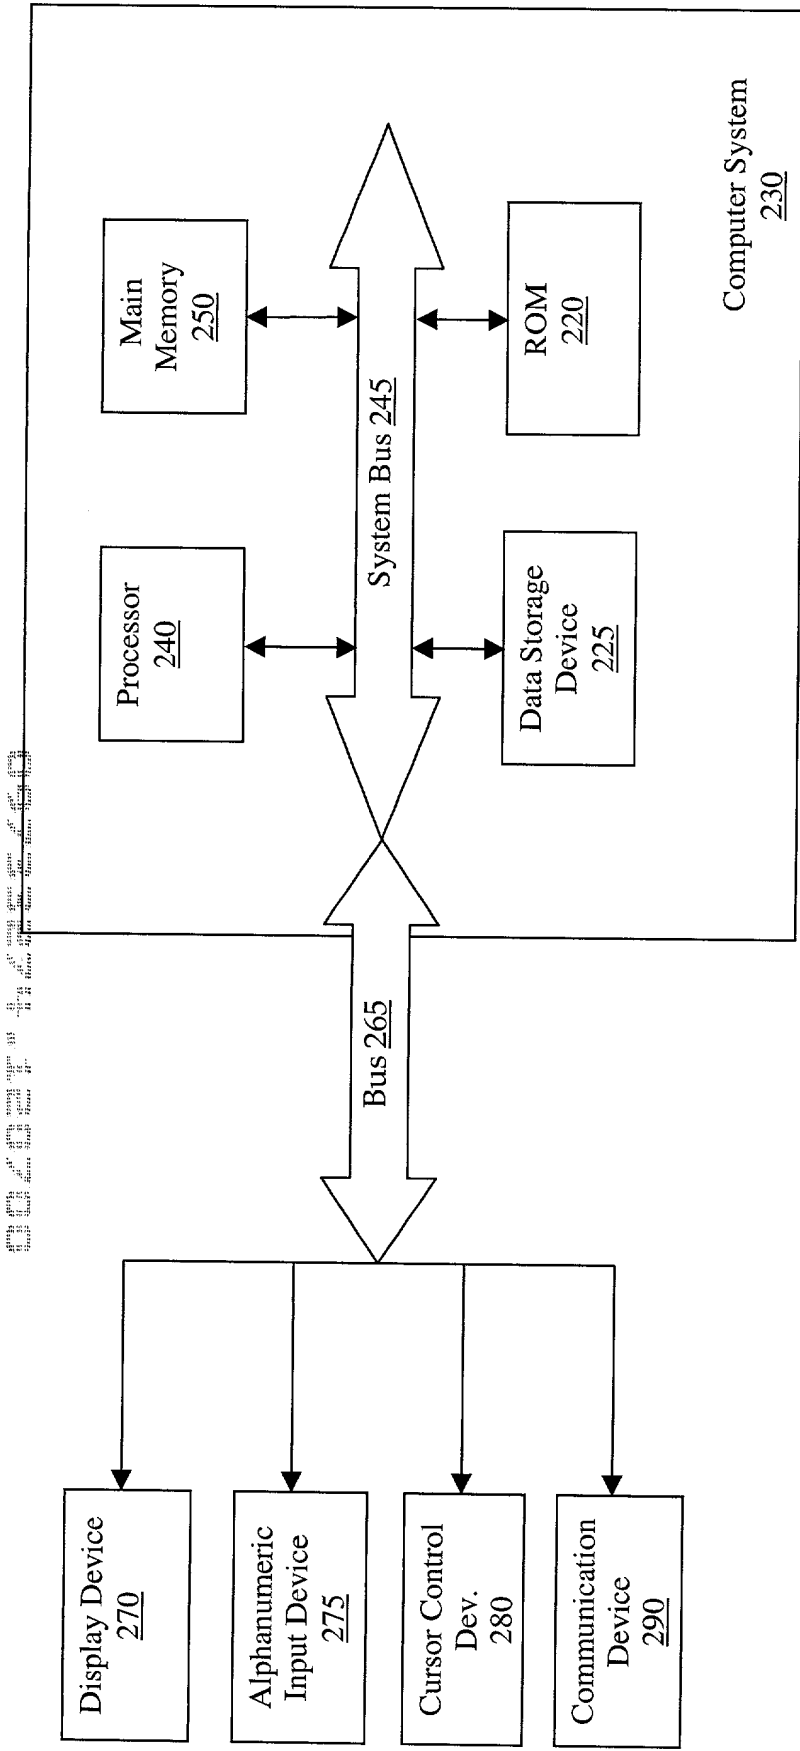 Display Device
270
Alphanumeric
Input Device
275
Cursor Control
Dev. 280
Communication
Device
290
Bus 265
Processor
240
Main
Memory
250
System Bus 245
Data Storage
Device
225
ROM
220
Computer System
230